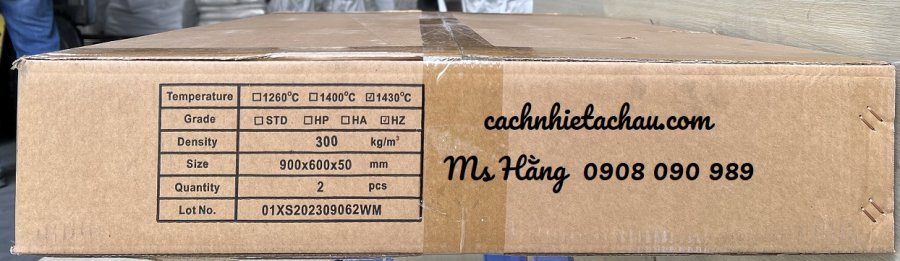 Temperature ☐1260°C ☐1400°C ☑1430°C
Grade ☐STD ☐HP ☐HA ☑HZ
Density 300 kg/m³
Size 900x600x50 mm
Quantity 2 pcs
Lot No. 01XS202309062WM
cachnhietachau.com
Ms Hằng 0908 090 989